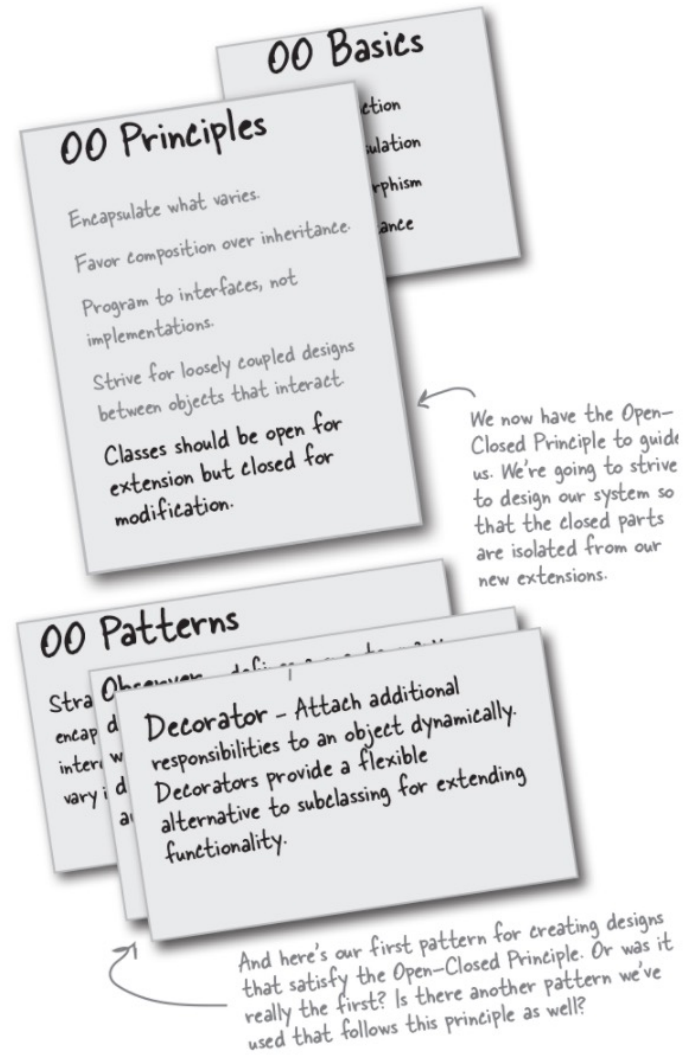 OO Basics
OO Principles
Encapsulate what varies.
Favor composition over inheritance.
Program to interfaces, not
implementations.
Strive for loosely coupled designs
between objects that interact.
Classes should be open for
extension but closed for
modification.
We now have the Open-
Closed Principle to guide
us. We're going to strive
to design our system so
that the closed parts
are isolated from our
new extensions.
OO Patterns
Observer
Decorator - Attach additional
responsibilities to an object dynamically.
Decorators provide a flexible
alternative to subclassing for extending
functionality.
And here's our first pattern for creating designs
that satisfy the Open-Closed Principle. Or was it
really the first? Is there another pattern we've
used that follows this principle as well?